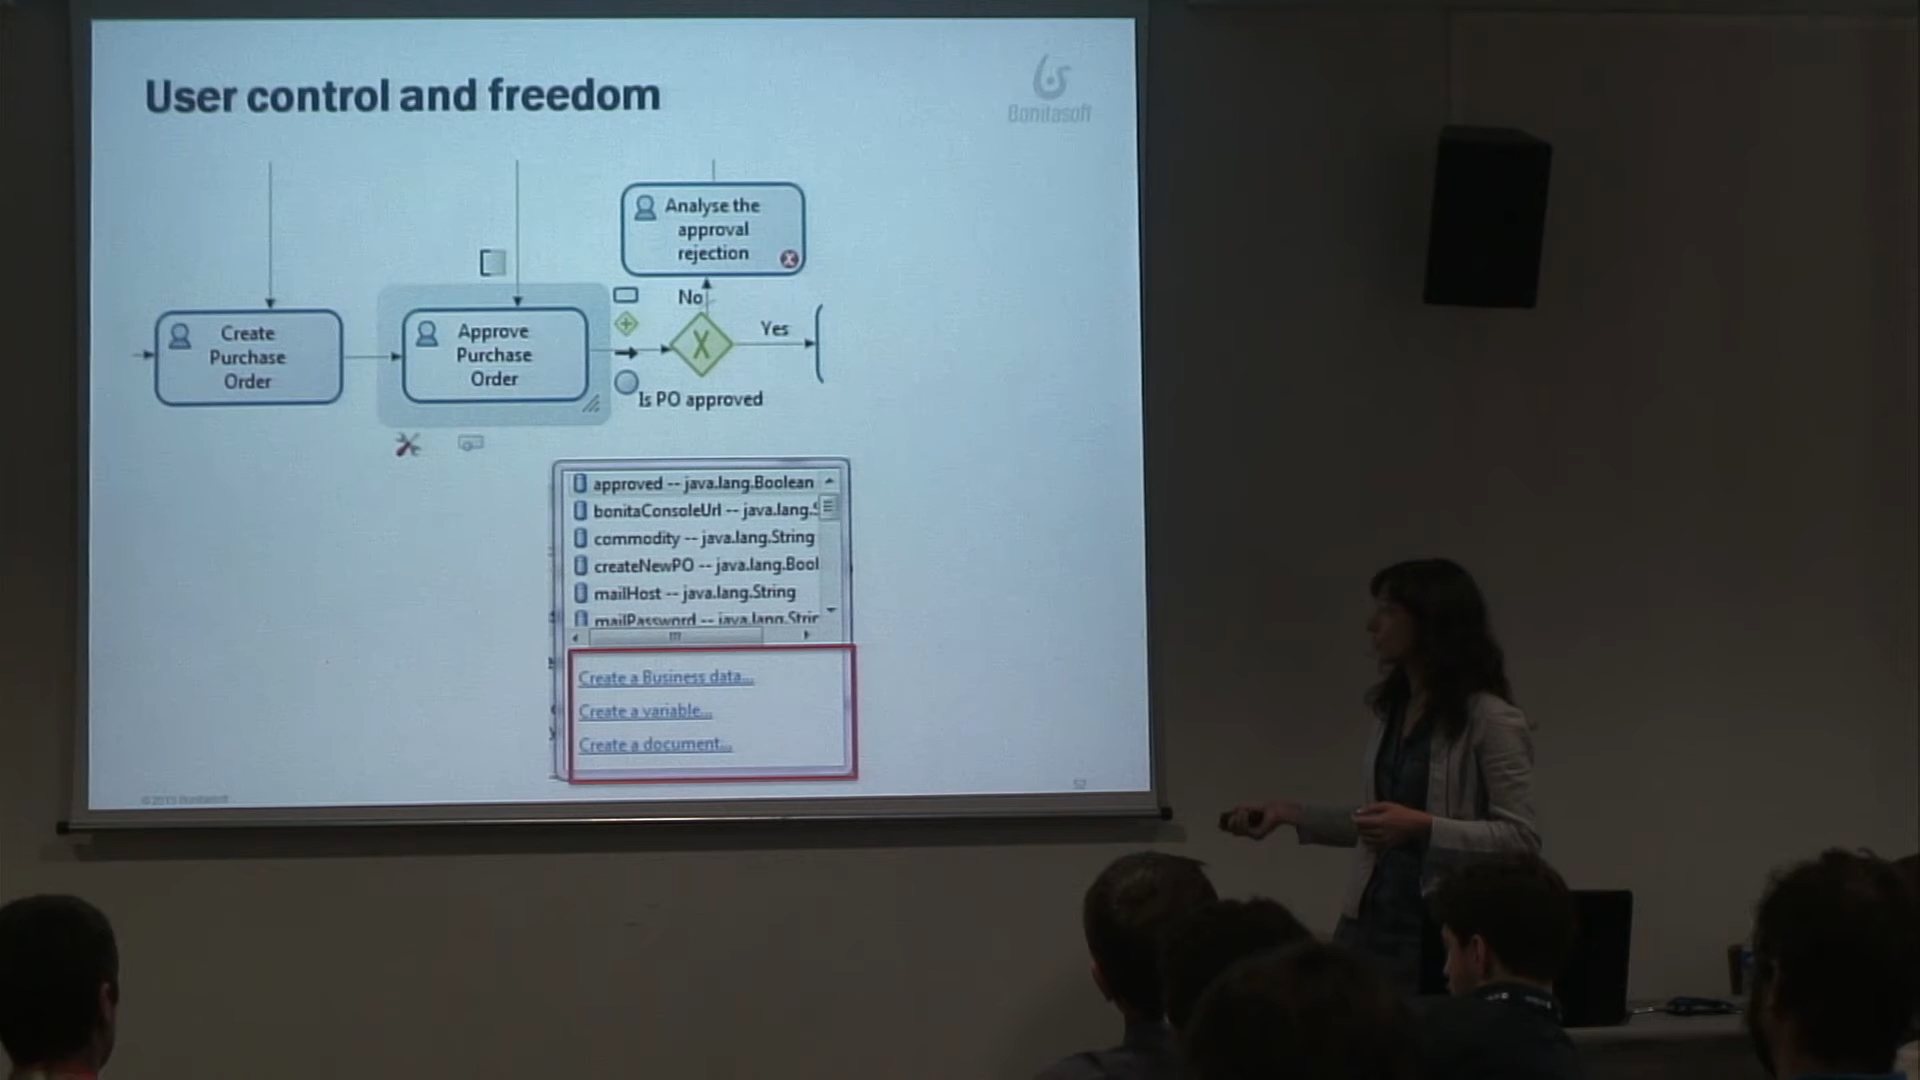 User control and freedom
Bonitasoft
Analyse the
approval
rejection
No
Yes
Create
Purchase
Order
Approve
Purchase
Order
Is PO approved
approved -- java.lang.Boolean
bonitaConsoleUrl -- java.lang.S
commodity -- java.lang.String
createNewPO -- java.lang.Bool
mailHost -- java.lang.String
mailPassword -- java.lang.Strin
Create a Business data...
Create a variable...
Create a document...